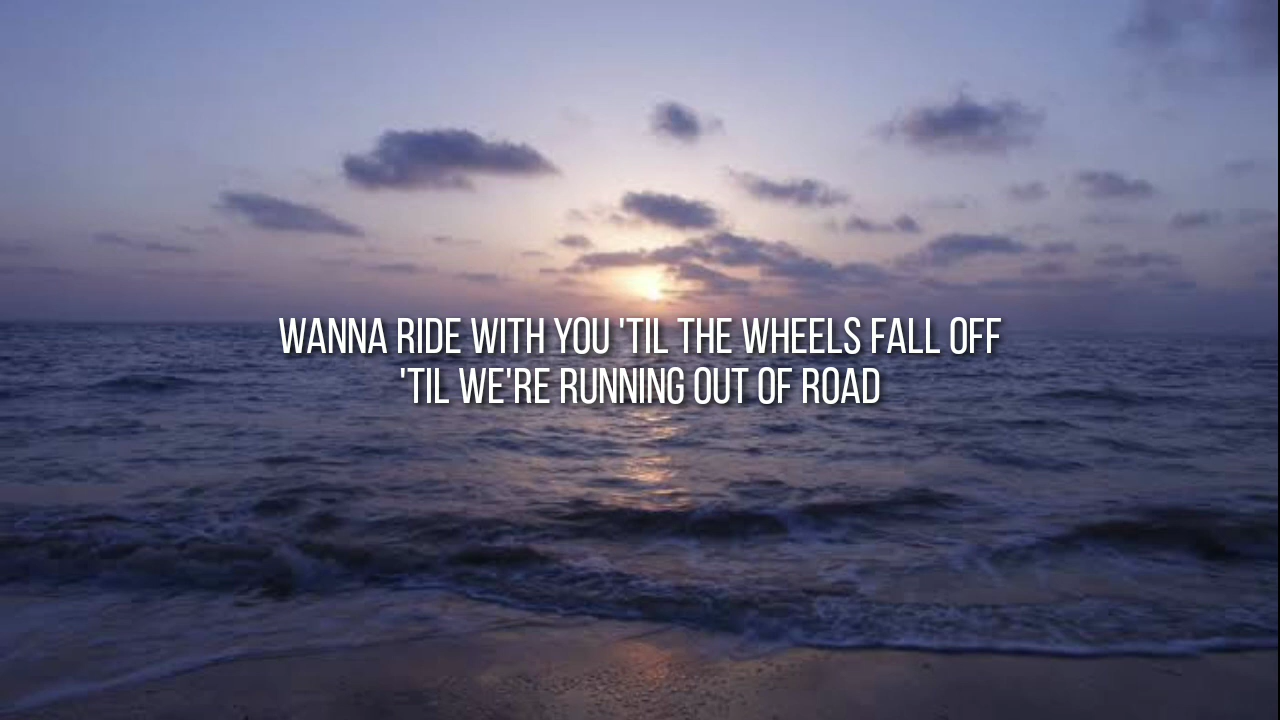 WANNA RIDE WITH YOU 'TIL THE WHEELS FALL OFF
'TIL WE'RE RUNNING OUT OF ROAD